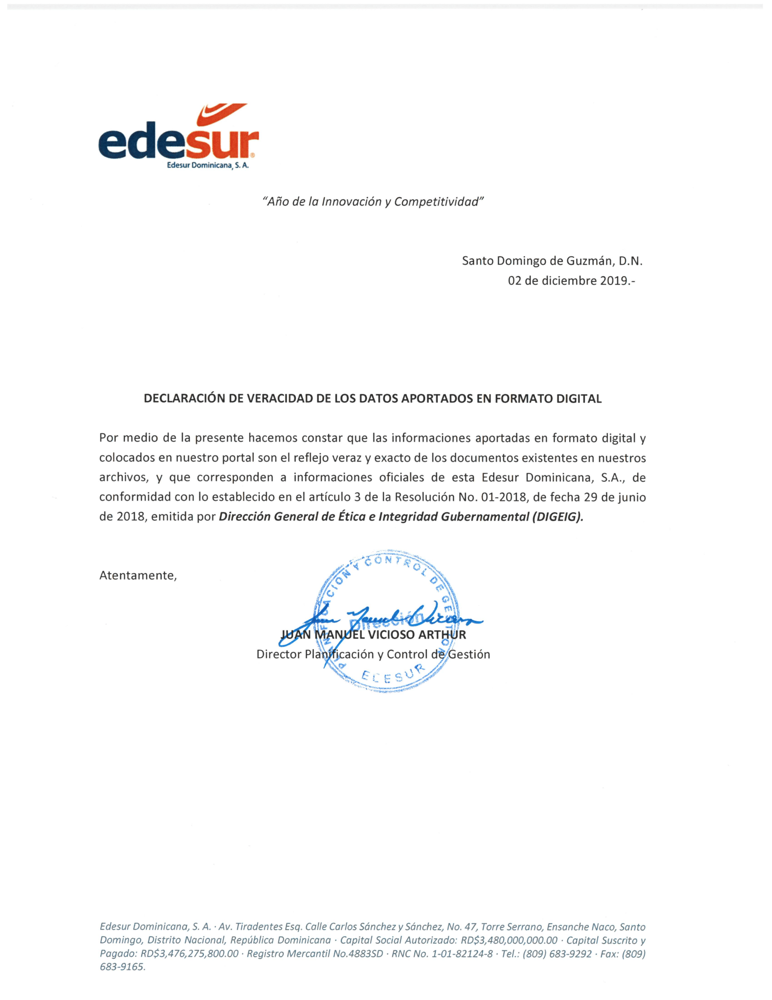 edesur
Edesur Dominicana, S. A.
“Año de la Innovación y Competitividad”
Santo Domingo de Guzmán, D.N.
02 de diciembre 2019.-
DECLARACIÓN DE VERACIDAD DE LOS DATOS APORTADOS EN FORMATO DIGITAL
Por medio de la presente hacemos constar que las informaciones aportadas en formato digital y
colocados en nuestro portal son el reflejo veraz y exacto de los documentos existentes en nuestros
archivos, y que corresponden a informaciones oficiales de esta Edesur Dominicana, S.A., de
conformidad con lo establecido en el artículo 3 de la Resolución No. 01-2018, de fecha 29 de junio
de 2018, emitida por Dirección General de Ética e Integridad Gubernamental (DIGEIG).
Atentamente,
PLANIFICACION Y CONTROL DE GESTION
Dirección
Juan Manuel Vicioso
JUAN MANUEL VICIOSO ARTHUR
Director Planificación y Control de Gestión
EDESUR
Edesur Dominicana, S. A. · Av. Tiradentes Esq. Calle Carlos Sánchez y Sánchez, No. 47, Torre Serrano, Ensanche Naco, Santo
Domingo, Distrito Nacional, República Dominicana · Capital Social Autorizado: RD$3,480,000,000.00 · Capital Suscrito y
Pagado: RD$3,476,275,800.00 · Registro Mercantil No.4883SD · RNC No. 1-01-82124-8 · Tel.: (809) 683-9292 · Fax: (809)
683-9165.